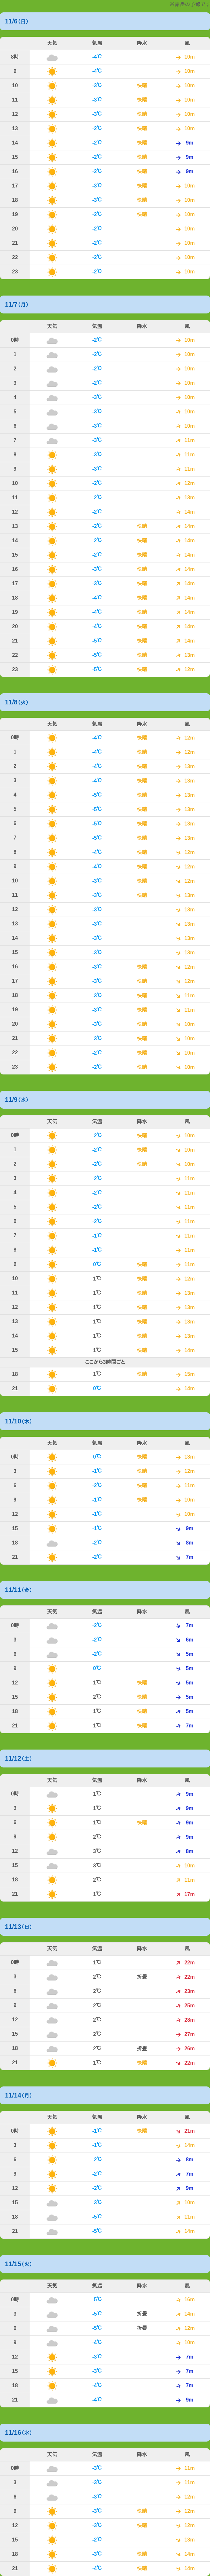 の予報です
11/6(日)
天気 気温 降水 風
8時 -4℃ 10m
9 -4℃ 10m
10 -3℃ 快晴 10m
11 -3℃ 快晴 10m
12 -3℃ 快晴 10m
13 -2℃ 快晴 10m
14 -2℃ 快晴 9m
15 -2℃ 快晴 9m
16 -2℃ 快晴 9m
17 -3℃ 快晴 10m
18 -3℃ 快晴 10m
19 -2℃ 快晴 10m
20 -2℃ 10m
21 -2℃ 10m
22 -2℃ 10m
23 -2℃ 10m
11/7(月)
天気 気温 降水 風
0時 -2℃ 10m
1 -2℃ 10m
2 -2℃ 10m
3 -2℃ 10m
4 -3℃ 10m
5 -3℃ 10m
6 -3℃ 10m
7 -3℃ 11m
8 -3℃ 11m
9 -3℃ 11m
10 -2℃ 12m
11 -2℃ 13m
12 -2℃ 14m
13 -2℃ 快晴 14m
14 -2℃ 快晴 14m
15 -2℃ 快晴 14m
16 -3℃ 快晴 14m
17 -3℃ 快晴 14m
18 -4℃ 快晴 14m
19 -4℃ 快晴 14m
20 -4℃ 快晴 14m
21 -5℃ 快晴 14m
22 -5℃ 快晴 13m
23 -5℃ 快晴 12m
11/8(火)
天気 気温 降水 風
0時 -4℃ 快晴 12m
1 -4℃ 快晴 12m
2 -4℃ 快晴 13m
3 -4℃ 快晴 13m
4 -5℃ 快晴 13m
5 -5℃ 快晴 13m
6 -5℃ 快晴 13m
7 -5℃ 快晴 13m
8 -4℃ 快晴 12m
9 -4℃ 快晴 12m
10 -3℃ 快晴 12m
11 -3℃ 快晴 13m
12 -3℃ 13m
13 -3℃ 13m
14 -3℃ 13m
15 -3℃ 13m
16 -3℃ 快晴 12m
17 -3℃ 快晴 12m
18 -3℃ 快晴 11m
19 -3℃ 快晴 11m
20 -3℃ 快晴 10m
21 -3℃ 快晴 10m
22 -2℃ 快晴 10m
23 -2℃ 快晴 10m
11/9(水)
天気 気温 降水 風
0時 -2℃ 快晴 10m
1 -2℃ 快晴 10m
2 -2℃ 快晴 10m
3 -2℃ 11m
4 -2℃ 11m
5 -2℃ 11m
6 -2℃ 11m
7 -1℃ 11m
8 -1℃ 11m
9 0℃ 快晴 11m
10 1℃ 快晴 12m
11 1℃ 快晴 13m
12 1℃ 快晴 13m
13 1℃ 快晴 13m
14 1℃ 快晴 13m
15 1℃ 快晴 14m
ここから3時間ごと
18 1℃ 快晴 15m
21 0℃ 快晴 14m
11/10(木)
天気 気温 降水 風
0時 0℃ 快晴 13m
3 -1℃ 快晴 12m
6 -2℃ 快晴 11m
9 -1℃ 快晴 10m
12 -1℃ 10m
15 -1℃ 9m
18 -2℃ 8m
21 -2℃ 7m
11/11(金)
天気 気温 降水 風
0時 -2℃ 7m
3 -2℃ 6m
6 -2℃ 5m
9 0℃ 5m
12 1℃ 快晴 5m
15 2℃ 快晴 5m
18 1℃ 快晴 5m
21 1℃ 快晴 7m
11/12(土)
天気 気温 降水 風
0時 1℃ 9m
3 1℃ 9m
6 1℃ 快晴 9m
9 2℃ 9m
12 3℃ 8m
15 3℃ 10m
18 2℃ 11m
21 1℃ 17m
11/13(日)
天気 気温 降水 風
0時 1℃ 22m
3 2℃ 折畳 22m
6 2℃ 23m
9 2℃ 25m
12 2℃ 28m
15 2℃ 27m
18 2℃ 折畳 26m
21 1℃ 快晴 22m
11/14(月)
天気 気温 降水 風
0時 -1℃ 快晴 21m
3 -1℃ 14m
6 -2℃ 8m
9 -2℃ 7m
12 -2℃ 9m
15 -3℃ 10m
18 -5℃ 11m
21 -5℃ 14m
11/15(火)
天気 気温 降水 風
0時 -5℃ 16m
3 -5℃ 折畳 14m
6 -5℃ 折畳 12m
9 -4℃ 10m
12 -3℃ 7m
15 -3℃ 7m
18 -4℃ 7m
21 -4℃ 9m
11/16(水)
天気 気温 降水 風
0時 -3℃ 11m
3 -3℃ 11m
6 -3℃ 12m
9 -3℃ 快晴 12m
12 -3℃ 快晴 12m
15 -2℃ 13m
18 -3℃ 快晴 14m
21 -4℃ 快晴 14m